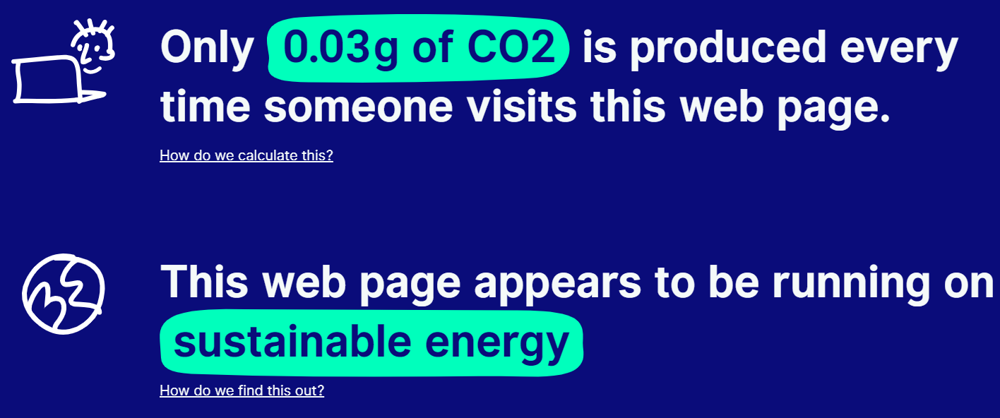 Only 0.03g of CO2 is produced every
time someone visits this web page.
How do we calculate this?
This web page appears to be running on
sustainable energy
How do we find this out?